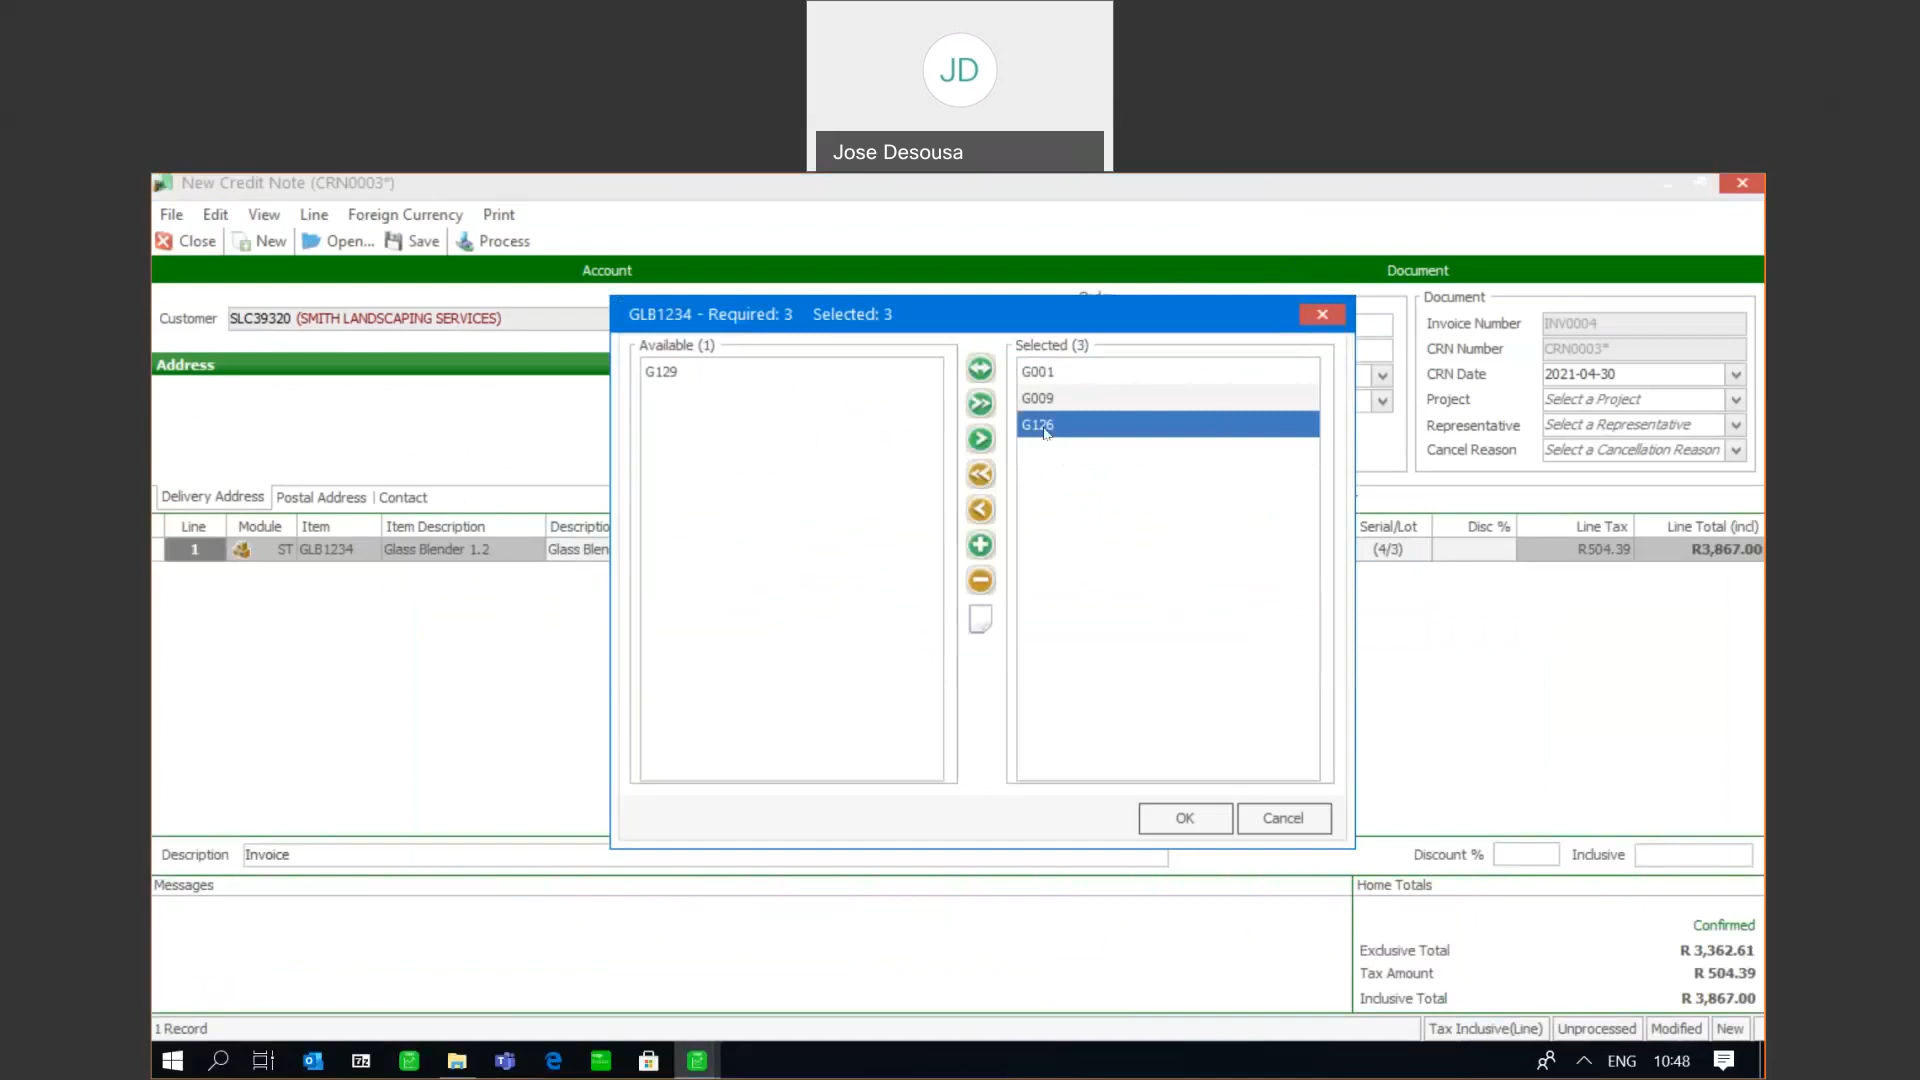 JD
Jose Desousa
New Credit Note (CRN0003*)
File Edit View Line Foreign Currency Print
Close New Open... Save Process
Account Document
Customer SLC39320 (SMITH LANDSCAPING SERVICES)
Address
Document
Invoice Number INV0004
CRN Number CRN0003*
CRN Date 2021-04-30
Project Select a Project
Representative Select a Representative
Cancel Reason Select a Cancellation Reason
GLB1234 - Required: 3 Selected: 3
Available (1)
G129
Selected (3)
G001
G009
G126
OK Cancel
Delivery Address Postal Address Contact
Line Module Item Item Description Descriptio Serial/Lot Disc % Line Tax Line Total (incl)
1 ST GLB1234 Glass Blender 1.2 Glass Blen (4/3) R504.39 R3,867.00
Description Invoice Discount % Inclusive
Messages
Home Totals
Confirmed
Exclusive Total R 3,362.61
Tax Amount R 504.39
Inclusive Total R 3,867.00
1 Record Tax Inclusive(Line) Unprocessed Modified New
7z ENG 10:48